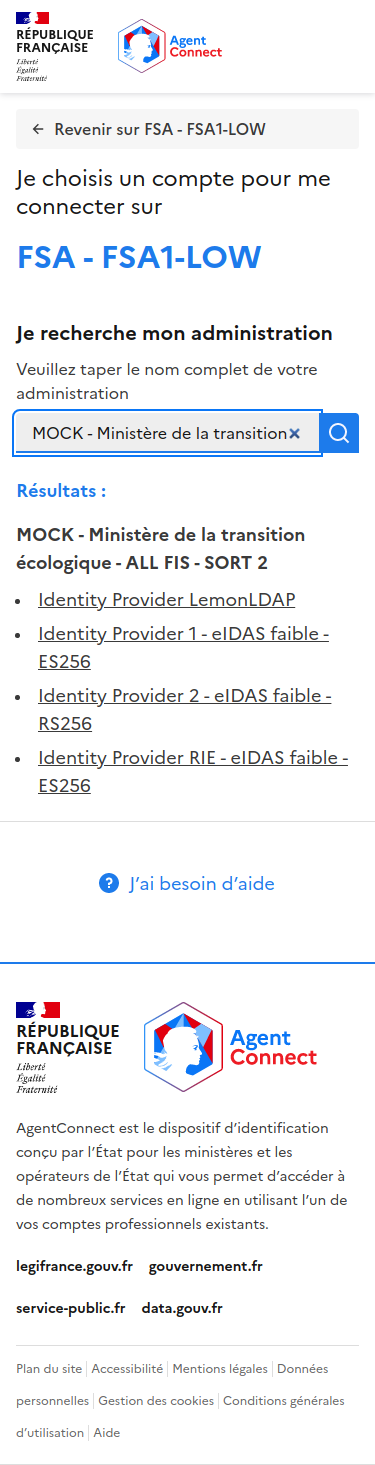 RÉPUBLIQUE
FRANÇAISE
Liberté
Égalité
Fraternité
Agent
Connect
← Revenir sur FSA - FSA1-LOW
Je choisis un compte pour me
connecter sur
FSA - FSA1-LOW
Je recherche mon administration
Veuillez taper le nom complet de votre
administration
MOCK - Ministère de la transition
Résultats :
MOCK - Ministère de la transition
écologique - ALL FIS - SORT 2
• Identity Provider LemonLDAP
• Identity Provider 1 - eIDAS faible -
ES256
• Identity Provider 2 - eIDAS faible -
RS256
• Identity Provider RIE - eIDAS faible -
ES256
? J’ai besoin d’aide
RÉPUBLIQUE
FRANÇAISE
Liberté
Égalité
Fraternité
Agent
Connect
AgentConnect est le dispositif d’identification
conçu par l’État pour les ministères et les
opérateurs de l’État qui vous permet d’accéder à
de nombreux services en ligne en utilisant l’un de
vos comptes professionnels existants.
legifrance.gouv.fr gouvernement.fr
service-public.fr data.gouv.fr
Plan du site | Accessibilité | Mentions légales | Données
personnelles | Gestion des cookies | Conditions générales
d’utilisation | Aide